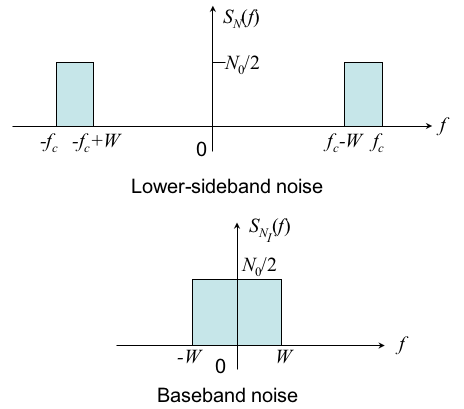 S_N(f)
N_0/2
f
-f_c -f_c+W 0 f_c-W f_c
Lower-sideband noise
S_{N_I}(f)
N_0/2
f
-W 0 W
Baseband noise